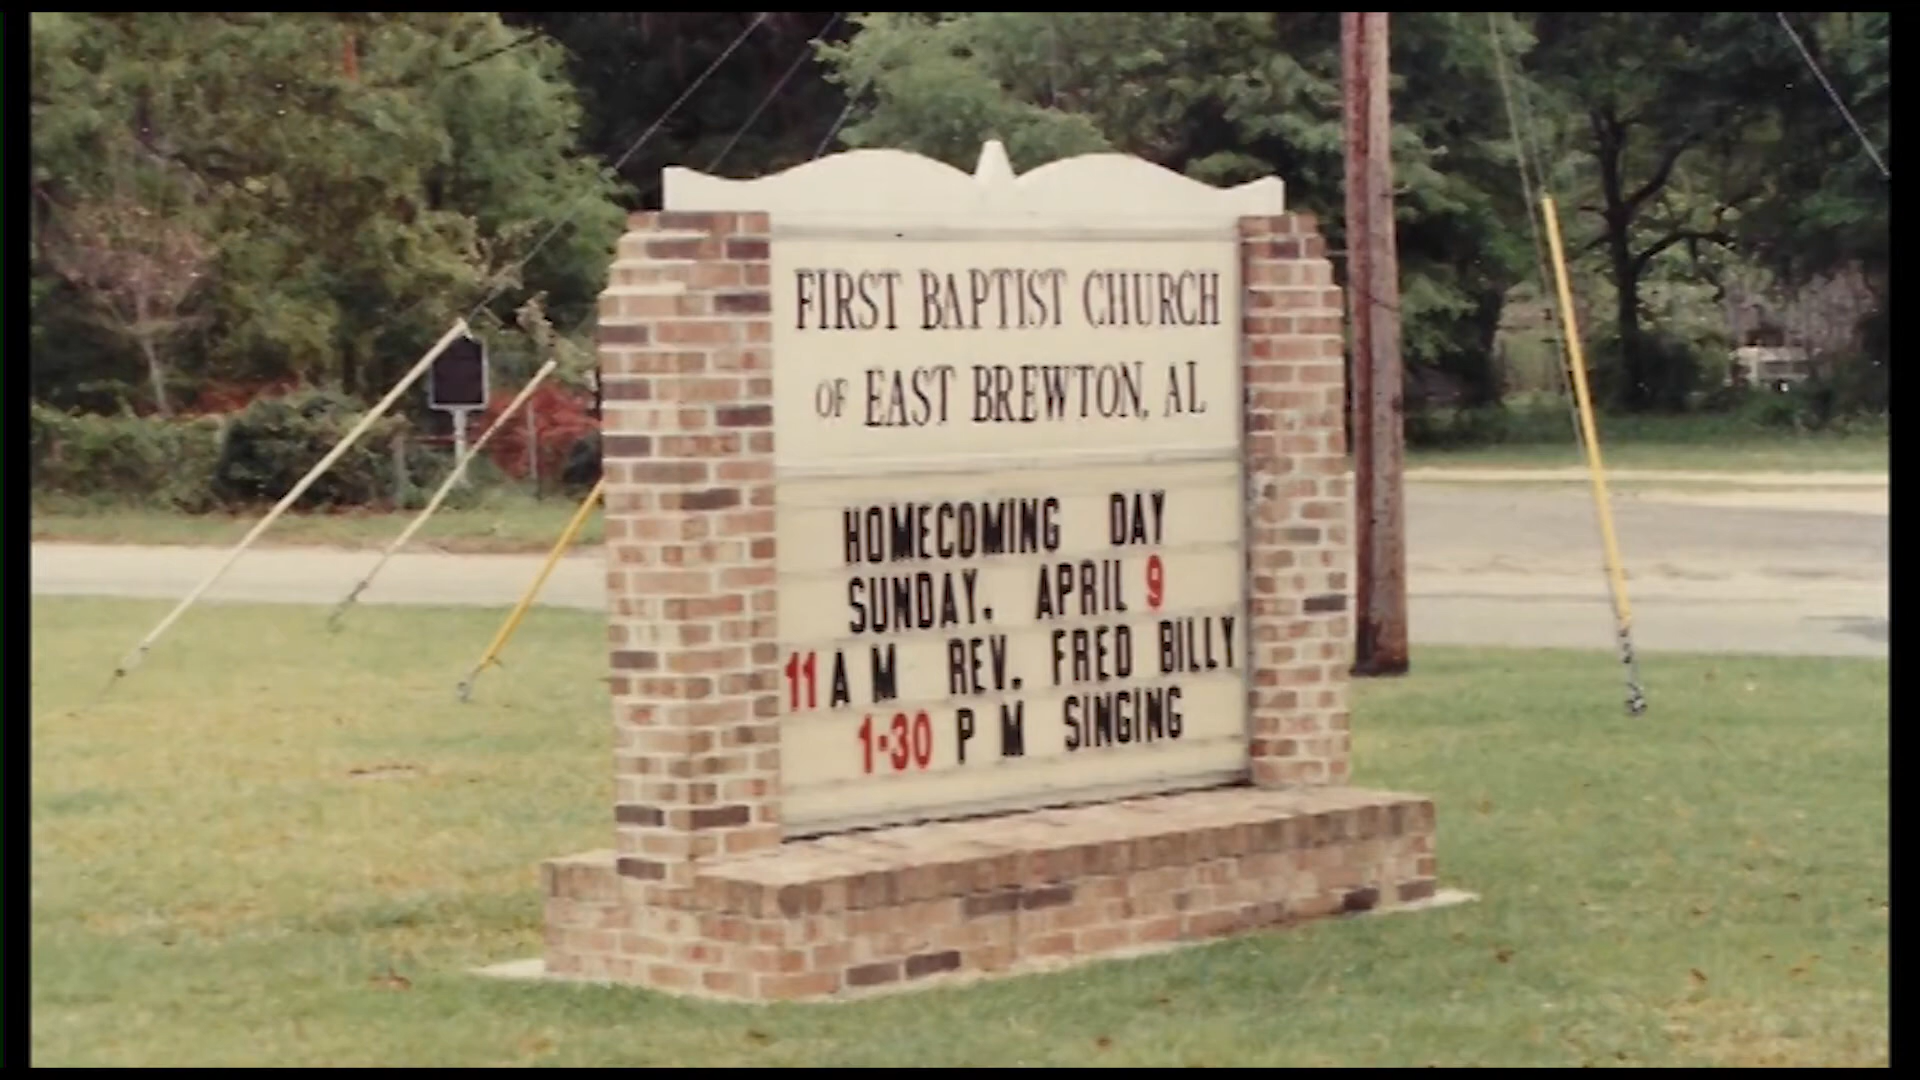 FIRST BAPTIST CHURCH
OF EAST BREWTON, AL
HOMECOMING DAY
SUNDAY. APRIL 9
11 A M REV. FRED BILLY
1-30 P M SINGING